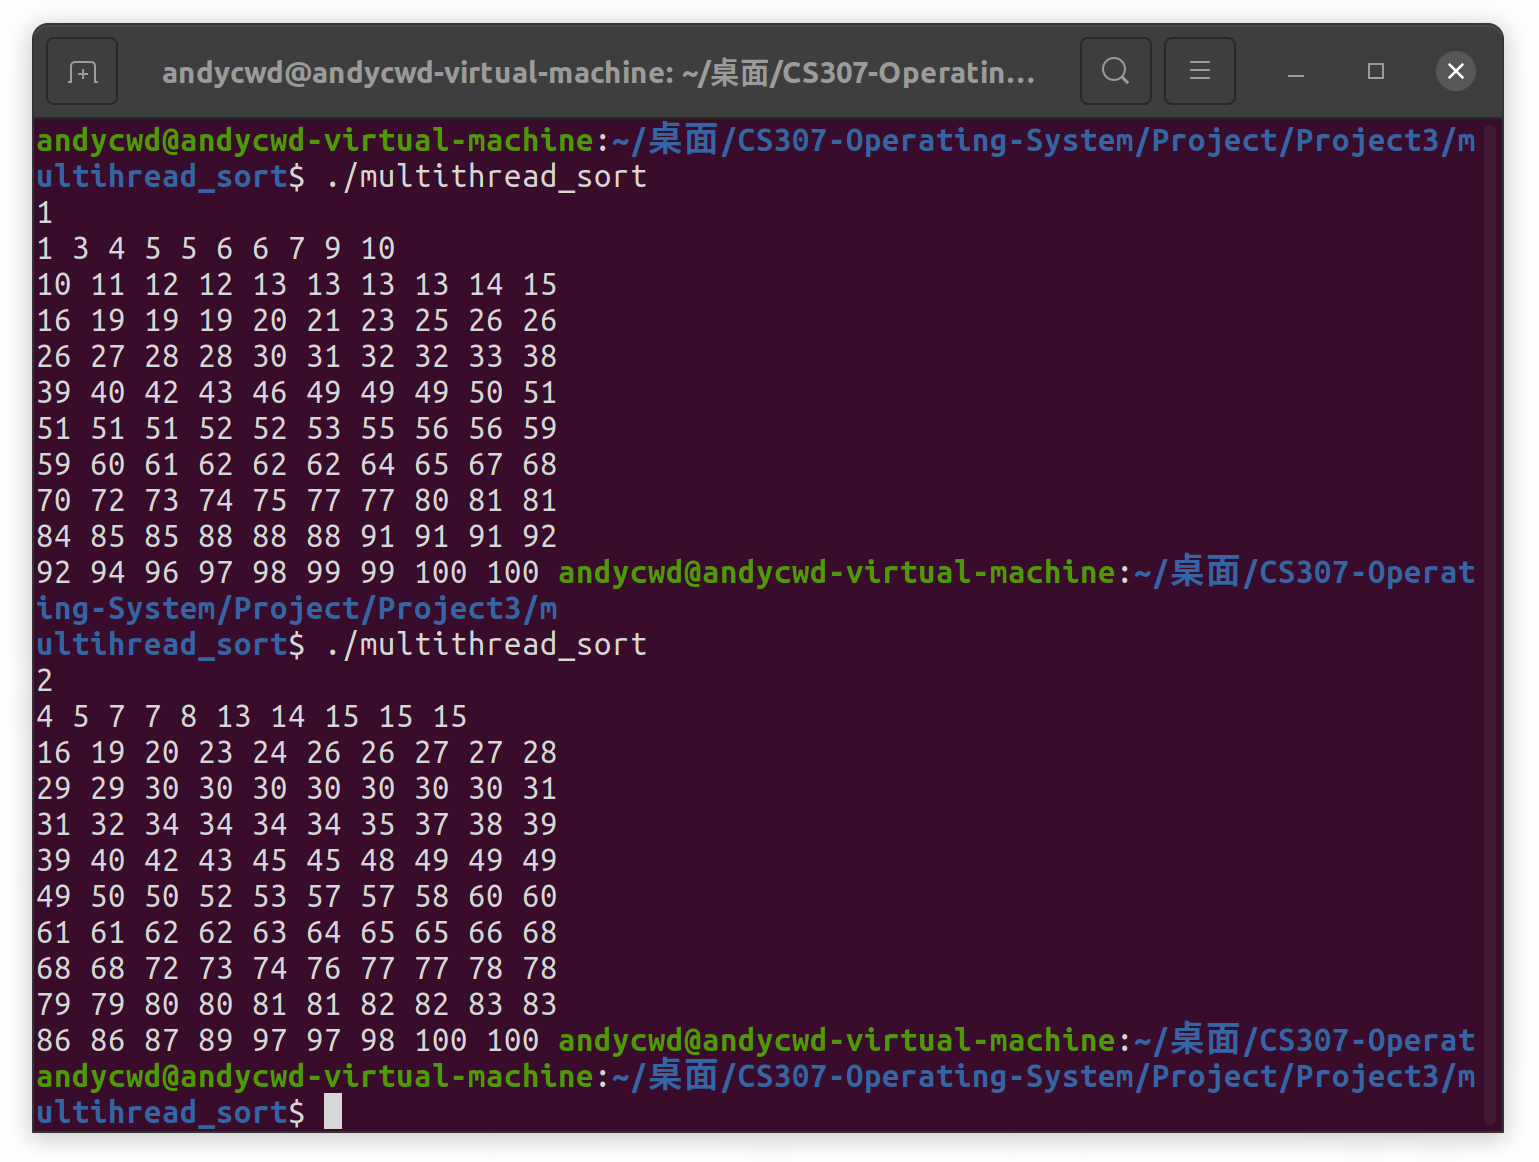 andycwd@andycwd-virtual-machine: ~/桌面/CS307-Operatin...
andycwd@andycwd-virtual-machine:~/桌面/CS307-Operating-System/Project/Project3/m
ultihread_sort$ ./multithread_sort
1
1 3 4 5 5 6 6 7 9 10
10 11 12 12 13 13 13 13 14 15
16 19 19 19 20 21 23 25 26 26
26 27 28 28 30 31 32 32 33 38
39 40 42 43 46 49 49 49 50 51
51 51 51 52 52 53 55 56 56 59
59 60 61 62 62 62 64 65 67 68
70 72 73 74 75 77 77 80 81 81
84 85 85 88 88 88 91 91 91 92
92 94 96 97 98 99 99 100 100 andycwd@andycwd-virtual-machine:~/桌面/CS307-Operat
ing-System/Project/Project3/m
ultihread_sort$ ./multithread_sort
2
4 5 7 7 8 13 14 15 15 15
16 19 20 23 24 26 26 27 27 28
29 29 30 30 30 30 30 30 30 31
31 32 34 34 34 34 35 37 38 39
39 40 42 43 45 45 48 49 49 49
49 50 50 52 53 57 57 58 60 60
61 61 62 62 63 64 65 65 66 68
68 68 72 73 74 76 77 77 78 78
79 79 80 80 81 81 82 82 83 83
86 86 87 89 97 97 98 100 100 andycwd@andycwd-virtual-machine:~/桌面/CS307-Operat
andycwd@andycwd-virtual-machine:~/桌面/CS307-Operating-System/Project/Project3/m
ultihread_sort$